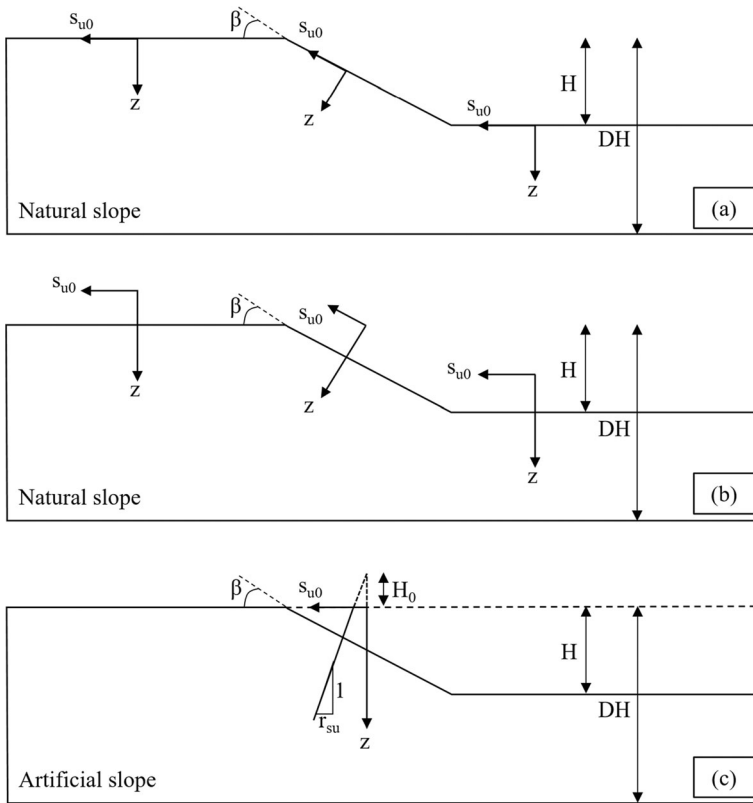 s_u0 β s_u0
z z s_u0 H
DH
z
Natural slope (a)
s_u0 β s_u0
z z s_u0 H
DH
z
Natural slope (b)
β s_u0 H_0
H
1 DH
r_su z
Artificial slope (c)